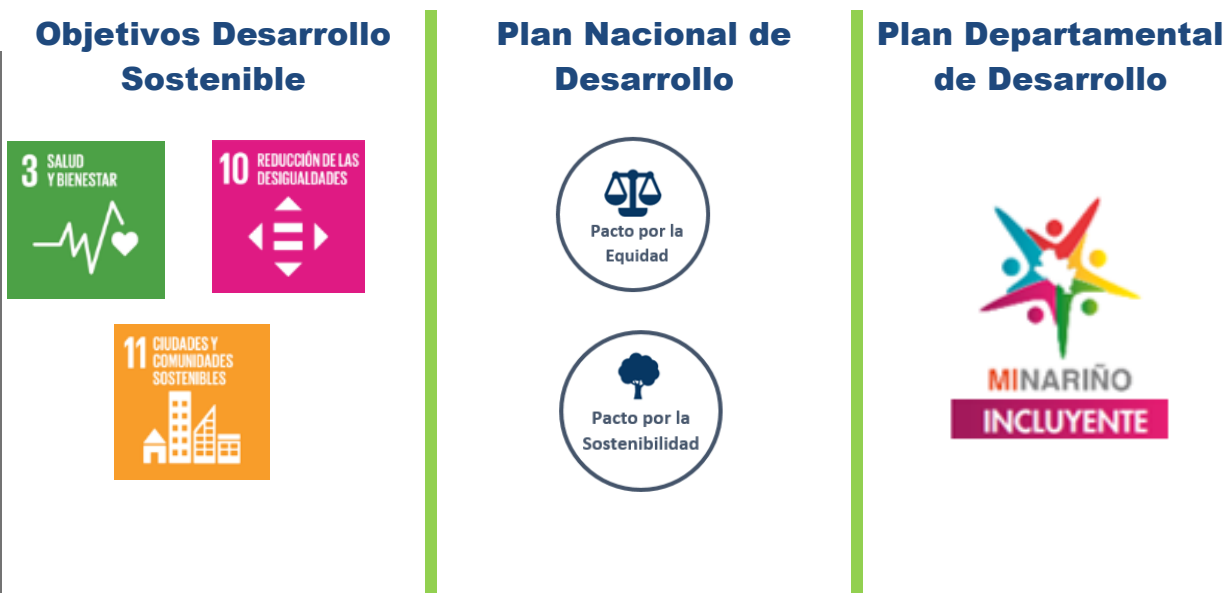 Objetivos Desarrollo
Sostenible
3 SALUD
Y BIENESTAR
10 REDUCCIÓN DE LAS
DESIGUALDADES
11 CIUDADES Y
COMUNIDADES
SOSTENIBLES
Plan Nacional de
Desarrollo
Pacto por la
Equidad
Pacto por la
Sostenibilidad
Plan Departamental
de Desarrollo
MINARIÑO
INCLUYENTE